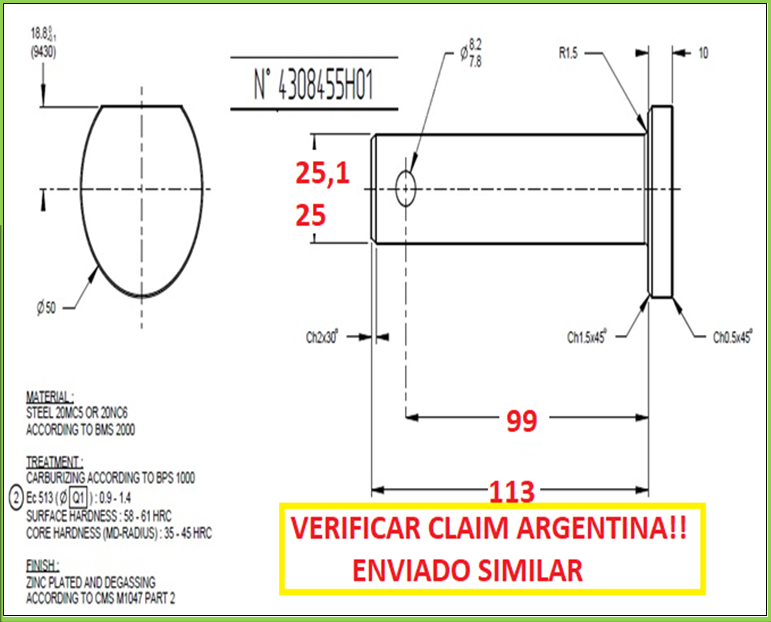 18.8 0 -0.1
(9430)
N° 4308455H01
Ø 8.2 7.8
R1.5
10
25,1
25
Ø50
Ch2x30°
Ch1.5x45°
Ch0.5x45°
99
113
MATERIAL :
STEEL 20MC5 OR 20NC6
ACCORDING TO BMS 2000
TREATMENT :
CARBURIZING ACCORDING TO BPS 1000
2 Ec 513 ( Ø Q1 ) : 0.9 - 1.4
SURFACE HARDNESS : 58 - 61 HRC
CORE HARDNESS (MD-RADIUS) : 35 - 45 HRC
FINISH :
ZINC PLATED AND DEGASSING
ACCORDING TO CMS M1047 PART 2
VERIFICAR CLAIM ARGENTINA!!
ENVIADO SIMILAR